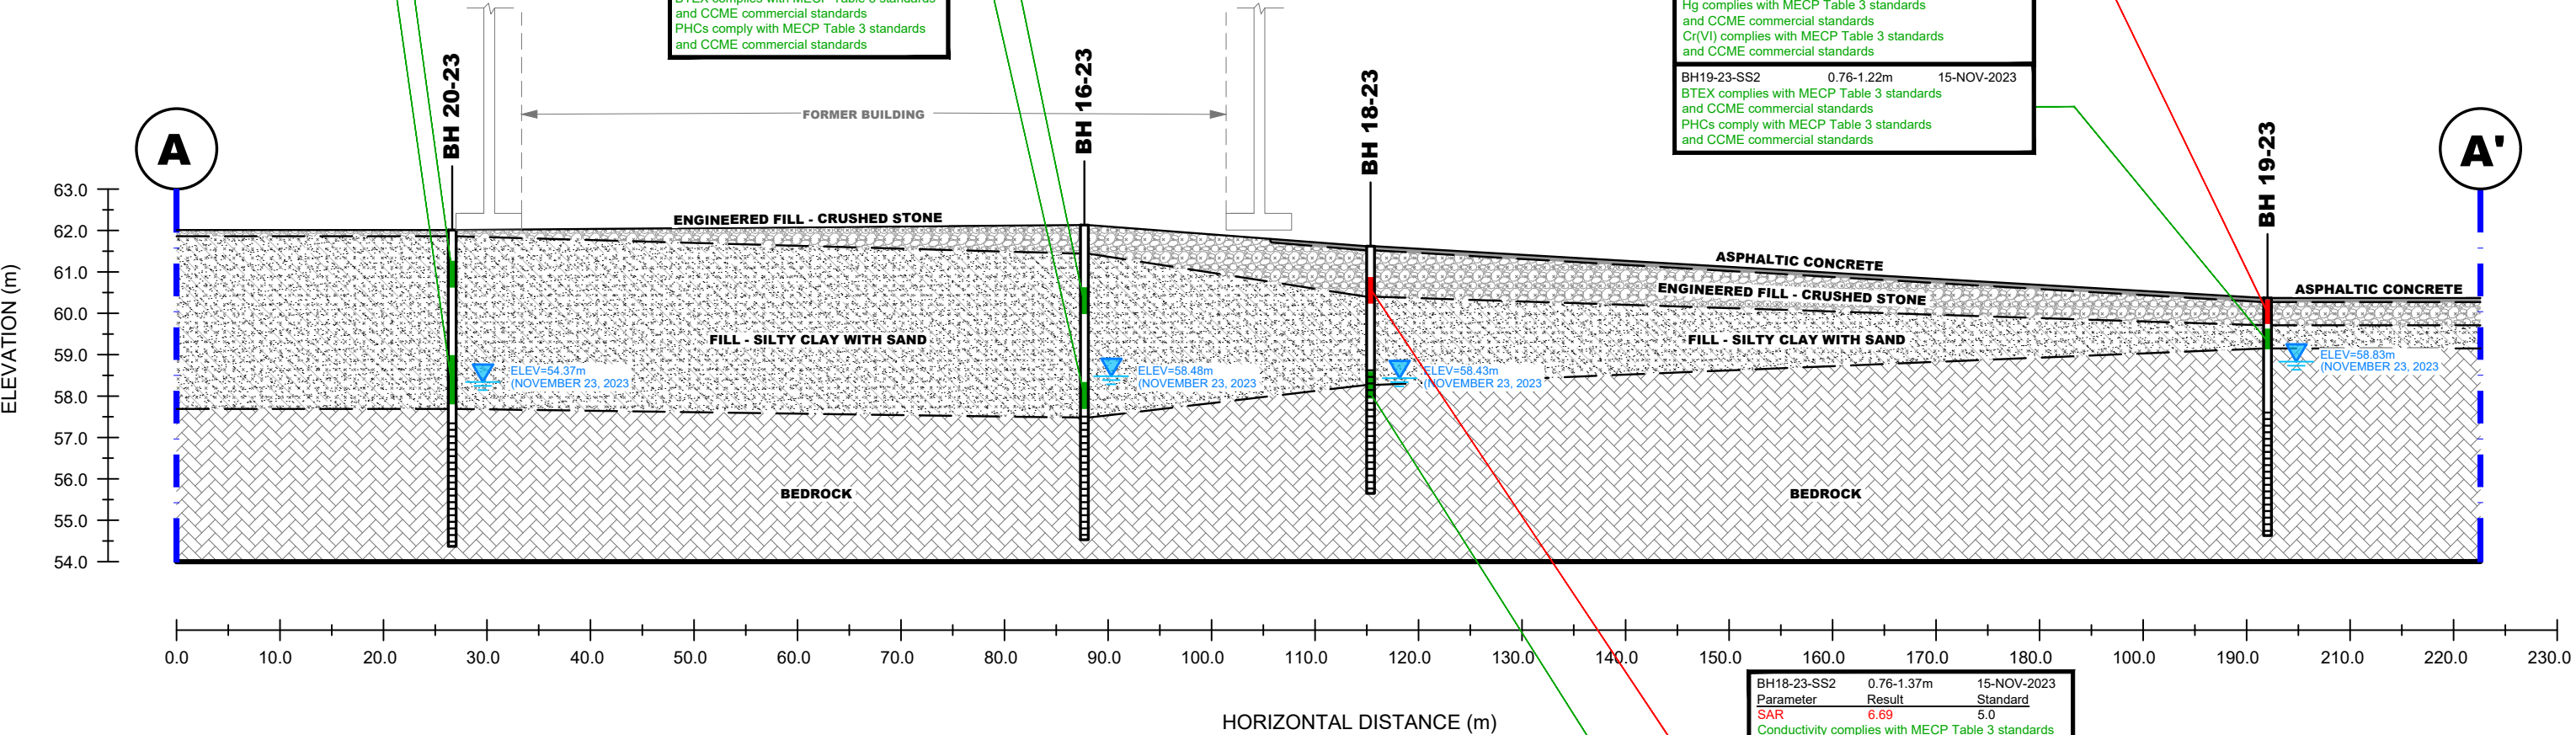 BTEX complies with MECP Table 3 standards
and CCME commercial standards
PHCs comply with MECP Table 3 standards
and CCME commercial standards
Hg complies with MECP Table 3 standards
and CCME commercial standards
Cr(VI) complies with MECP Table 3 standards
and CCME commercial standards
BH19-23-SS2 0.76-1.22m 15-NOV-2023
BTEX complies with MECP Table 3 standards
and CCME commercial standards
PHCs comply with MECP Table 3 standards
and CCME commercial standards
A
BH 20-23
FORMER BUILDING
BH 16-23
BH 18-23
BH 19-23
A'
ELEVATION (m)
63.0
62.0
61.0
60.0
59.0
58.0
57.0
56.0
55.0
54.0
ENGINEERED FILL - CRUSHED STONE
ASPHALTIC CONCRETE
ENGINEERED FILL - CRUSHED STONE
ASPHALTIC CONCRETE
FILL - SILTY CLAY WITH SAND
FILL - SILTY CLAY WITH SAND
ELEV=54.37m
(NOVEMBER 23, 2023
ELEV=58.48m
(NOVEMBER 23, 2023
ELEV=58.43m
(NOVEMBER 23, 2023
ELEV=58.83m
(NOVEMBER 23, 2023
BEDROCK
BEDROCK
0.0 10.0 20.0 30.0 40.0 50.0 60.0 70.0 80.0 90.0 100.0 110.0 120.0 130.0 140.0 150.0 160.0 170.0 180.0 100.0 190.0 210.0 220.0 230.0
HORIZONTAL DISTANCE (m)
BH18-23-SS2 0.76-1.37m 15-NOV-2023
Parameter Result Standard
SAR 6.69 5.0
Conductivity complies with MECP Table 3 standards